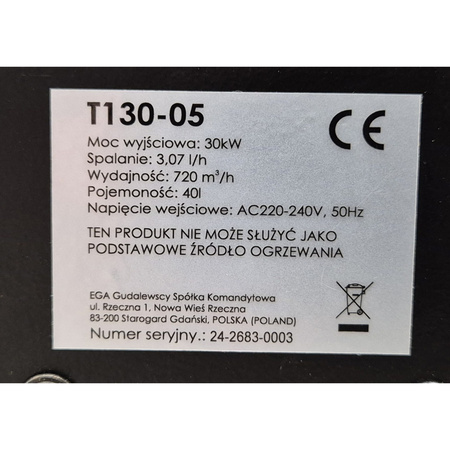 T130-05
CE
Moc wyjściowa: 30kW
Spalanie: 3,07 l/h
Wydajność: 720 m³/h
Pojemność: 40l
Napięcie wejściowe: AC220-240V, 50Hz
TEN PRODUKT NIE MOŻE SŁUŻYĆ JAKO
PODSTAWOWE ŹRÓDŁO OGRZEWANIA
EGA Gudalewscy Spółka Komandytowa
ul. Rzeczna 1, Nowa Wieś Rzeczna
83-200 Starogard Gdański, POLSKA (POLAND)
Numer seryjny.: 24-2683-0003